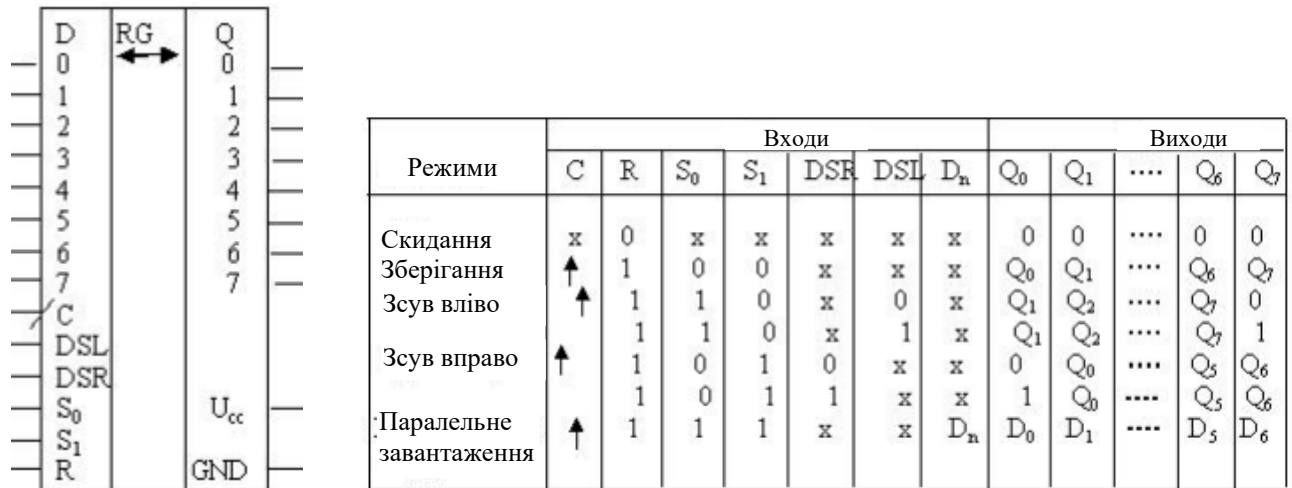 D RG Q
0 0
1 1
2 2
3 3
4 4
5 5
6 6
7 7
C
DSL
DSR
S₀ U_cc
S₁
R GND
Режими Входи Виходи
C R S₀ S₁ DSR DSL Dₙ Q₀ Q₁ .... Q₆ Q₇
Скидання x 0 x x x x x 0 0 .... 0 0
Зберігання ↑ 1 0 0 x x x Q₀ Q₁ .... Q₆ Q₇
Зсув вліво ↑ 1 1 0 x 0 x Q₁ Q₂ .... Q₇ 0
1 1 0 x 1 x Q₁ Q₂ .... Q₇ 1
Зсув вправо ↑ 1 0 1 0 x x 0 Q₀ .... Q₅ Q₆
1 0 1 1 x x 1 Q₀ .... Q₅ Q₆
Паралельне ↑ 1 1 1 x x Dₙ D₀ D₁ .... D₅ D₆
завантаження